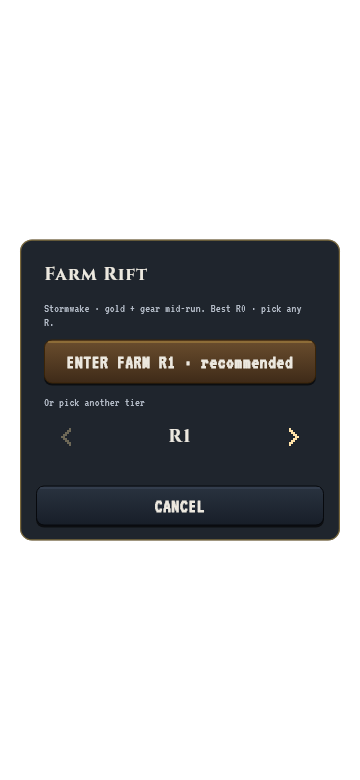 Farm Rift
Stormwake · gold + gear mid-run. Best R0 · pick any
R.
ENTER FARM R1 · recommended
Or pick another tier
R1
CANCEL